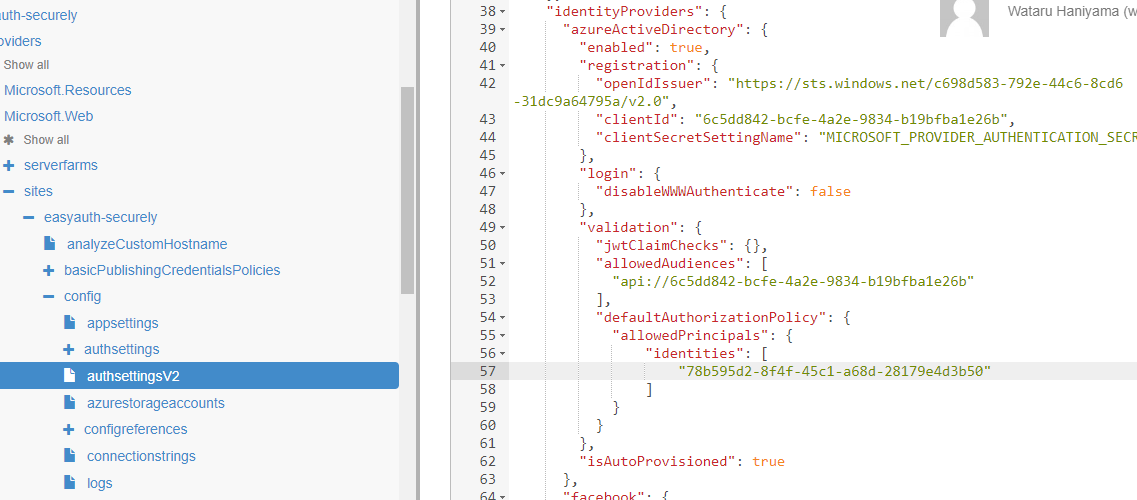 auth-securely
oviders
Show all
Microsoft.Resources
Microsoft.Web
Show all
serverfarms
sites
easyauth-securely
analyzeCustomHostname
basicPublishingCredentialsPolicies
config
appsettings
authsettings
authsettingsV2
azurestorageaccounts
configreferences
connectionstrings
logs
Wataru Haniyama (w
38 "identityProviders": {
39 "azureActiveDirectory": {
40 "enabled": true,
41 "registration": {
42 "openIdIssuer": "https://sts.windows.net/c698d583-792e-44c6-8cd6
-31dc9a64795a/v2.0",
43 "clientId": "6c5dd842-bcfe-4a2e-9834-b19bfba1e26b",
44 "clientSecretSettingName": "MICROSOFT_PROVIDER_AUTHENTICATION_SECR
45 },
46 "login": {
47 "disableWWWAuthenticate": false
48 },
49 "validation": {
50 "jwtClaimChecks": {},
51 "allowedAudiences": [
52 "api://6c5dd842-bcfe-4a2e-9834-b19bfba1e26b"
53 ],
54 "defaultAuthorizationPolicy": {
55 "allowedPrincipals": {
56 "identities": [
57 "78b595d2-8f4f-45c1-a68d-28179e4d3b50"
58 ]
59 }
60 }
61 },
62 "isAutoProvisioned": true
63 },
64 "facebook": {